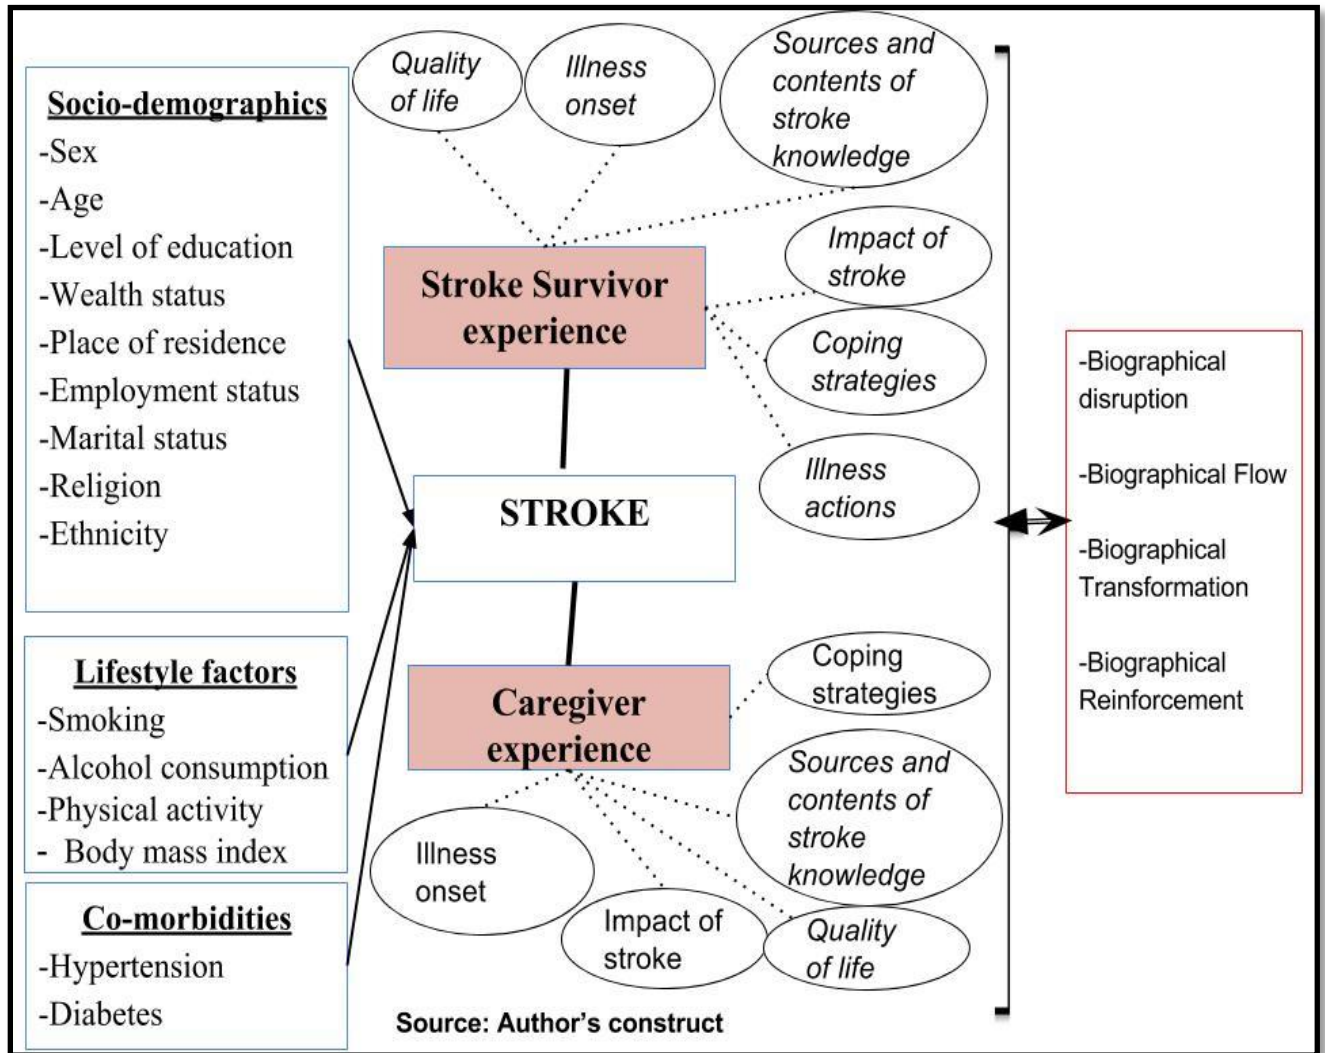 Socio-demographics
-Sex
-Age
-Level of education
-Wealth status
-Place of residence
-Employment status
-Marital status
-Religion
-Ethnicity
Lifestyle factors
-Smoking
-Alcohol consumption
-Physical activity
- Body mass index
Co-morbidities
-Hypertension
-Diabetes
Quality
of life
Illness
onset
Sources and
contents of
stroke
knowledge
Stroke Survivor
experience
Impact of
stroke
Coping
strategies
Illness
actions
STROKE
Caregiver
experience
Coping
strategies
Sources and
contents of
stroke
knowledge
Illness
onset
Impact of
stroke
Quality
of life
Source: Author’s construct
-Biographical
disruption
-Biographical Flow
-Biographical
Transformation
-Biographical
Reinforcement